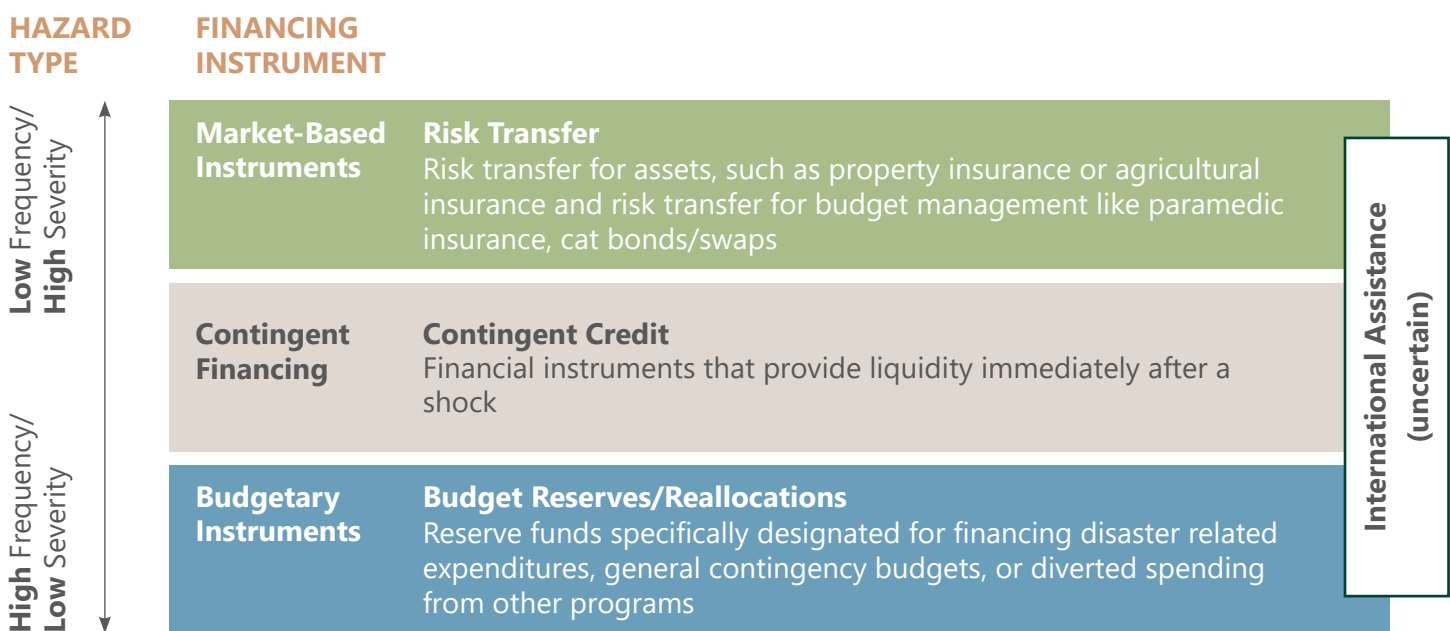 HAZARD
TYPE
FINANCING
INSTRUMENT
Low Frequency/
High Severity
Market-Based
Instruments
Risk Transfer
Risk transfer for assets, such as property insurance or agricultural
insurance and risk transfer for budget management like paramedic
insurance, cat bonds/swaps
Contingent
Financing
Contingent Credit
Financial instruments that provide liquidity immediately after a
shock
High Frequency/
Low Severity
Budgetary
Instruments
Budget Reserves/Reallocations
Reserve funds specifically designated for financing disaster related
expenditures, general contingency budgets, or diverted spending
from other programs
International Assistance
(uncertain)